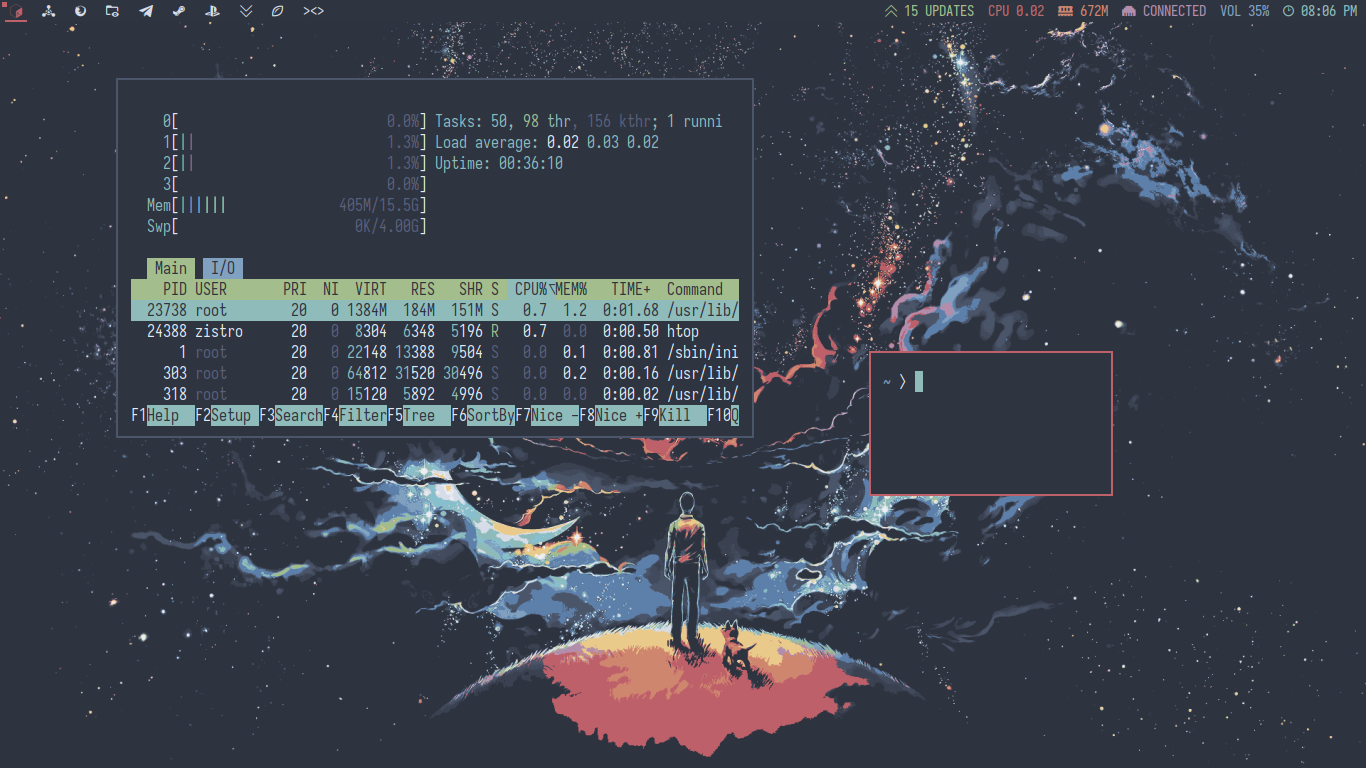 15 UPDATES CPU 0.02 672M CONNECTED VOL 35% 08:06 PM
0[ 0.0%] Tasks: 50, 98 thr, 156 kthr; 1 runni
1[|| 1.3%] Load average: 0.02 0.03 0.02
2[|| 1.3%] Uptime: 00:36:10
3[ 0.0%]
Mem[|||||| 405M/15.5G]
Swp[ 0K/4.00G]
Main I/O
PID USER PRI NI VIRT RES SHR S CPU%▽MEM% TIME+ Command
23738 root 20 0 1384M 184M 151M S 0.7 1.2 0:01.68 /usr/lib/
24388 zistro 20 0 8304 6348 5196 R 0.7 0.0 0:00.50 htop
1 root 20 0 22148 13388 9504 S 0.0 0.1 0:00.81 /sbin/ini
303 root 20 0 64812 31520 30496 S 0.0 0.2 0:00.16 /usr/lib/
318 root 20 0 15120 5892 4996 S 0.0 0.0 0:00.02 /usr/lib/
F1Help F2Setup F3SearchF4FilterF5Tree F6SortByF7Nice -F8Nice +F9Kill F10Q
~ ❯